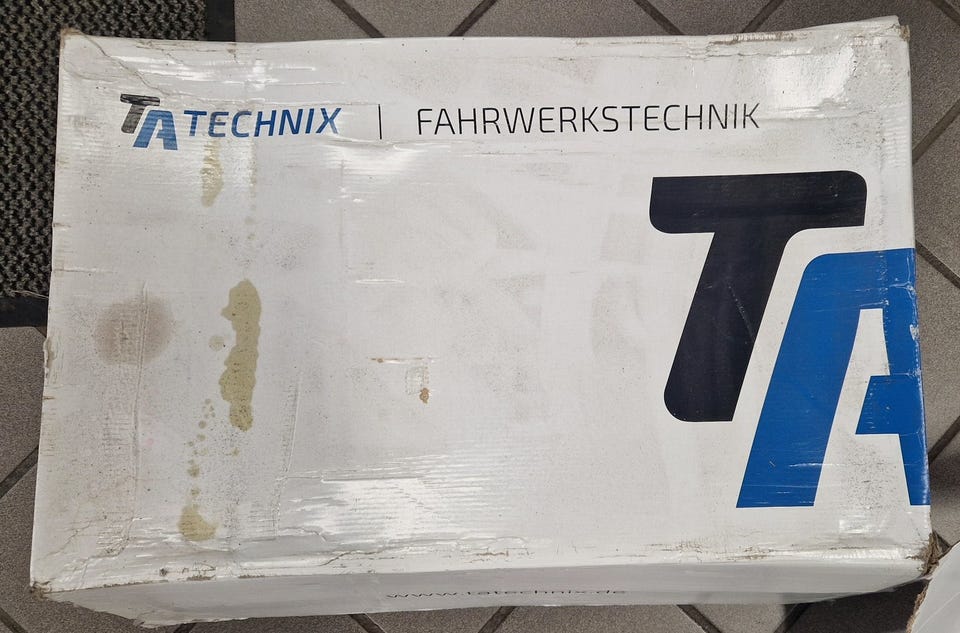 TA TECHNIX | FAHRWERKSTECHNIK
TA
www.tatechnix.de